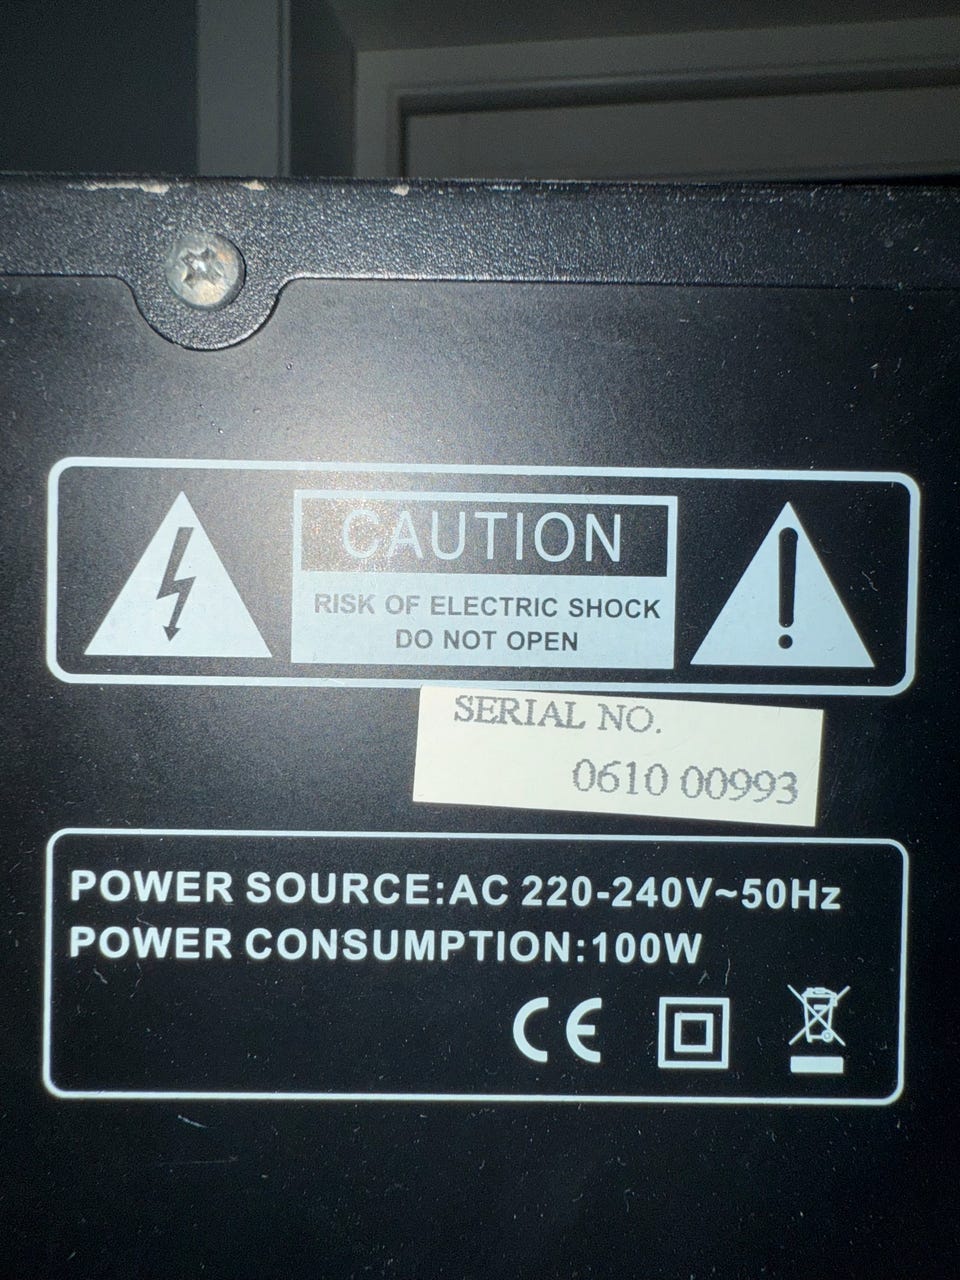 CAUTION
RISK OF ELECTRIC SHOCK
DO NOT OPEN
SERIAL NO.
0610 00993
POWER SOURCE:AC 220-240V~50Hz
POWER CONSUMPTION:100W
CE